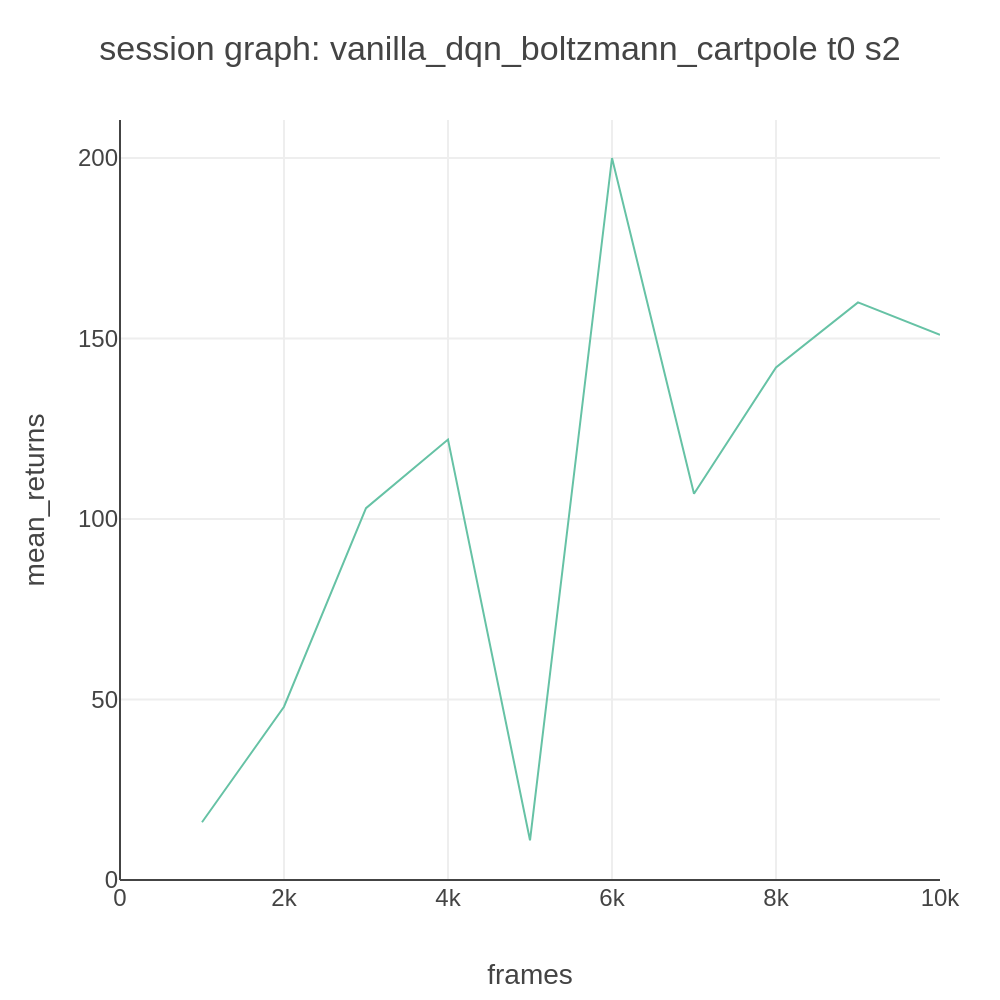 session graph: vanilla_dqn_boltzmann_cartpole t0 s2
200
150
100
50
0
0 2k 4k 6k 8k 10k
mean_returns
frames